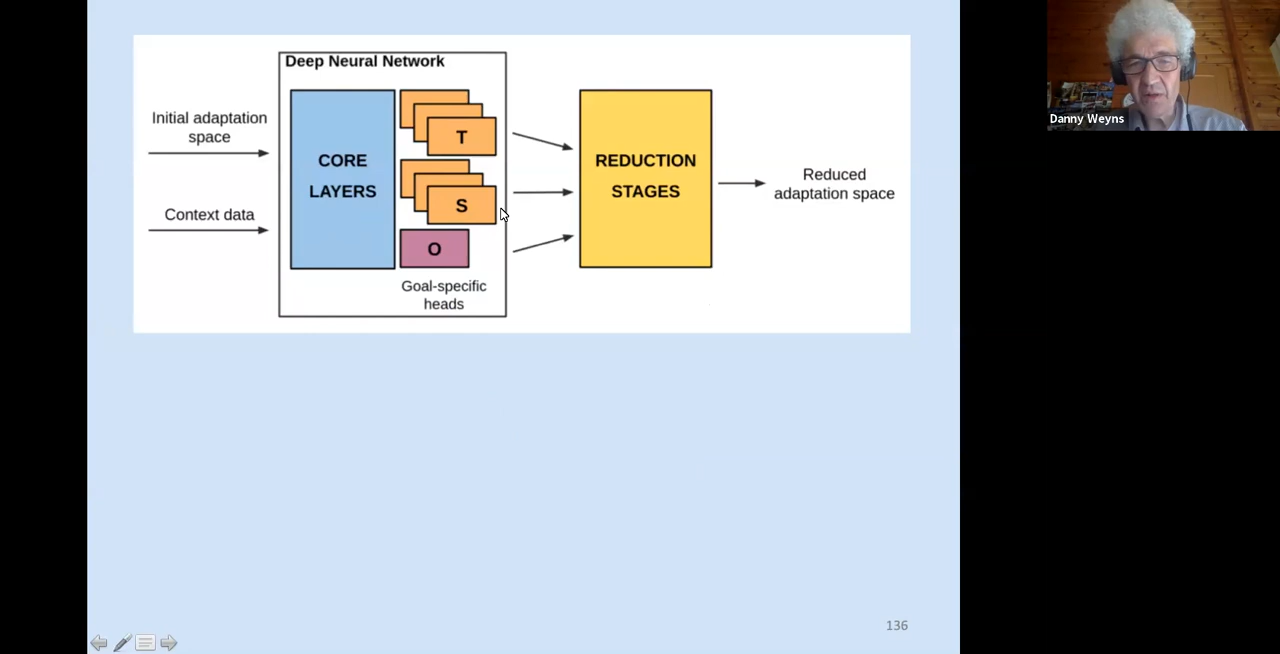 Deep Neural Network
Initial adaptation
space
Context data
CORE
LAYERS
T
S
O
Goal-specific
heads
REDUCTION
STAGES
Reduced
adaptation space
136
Danny Weyns